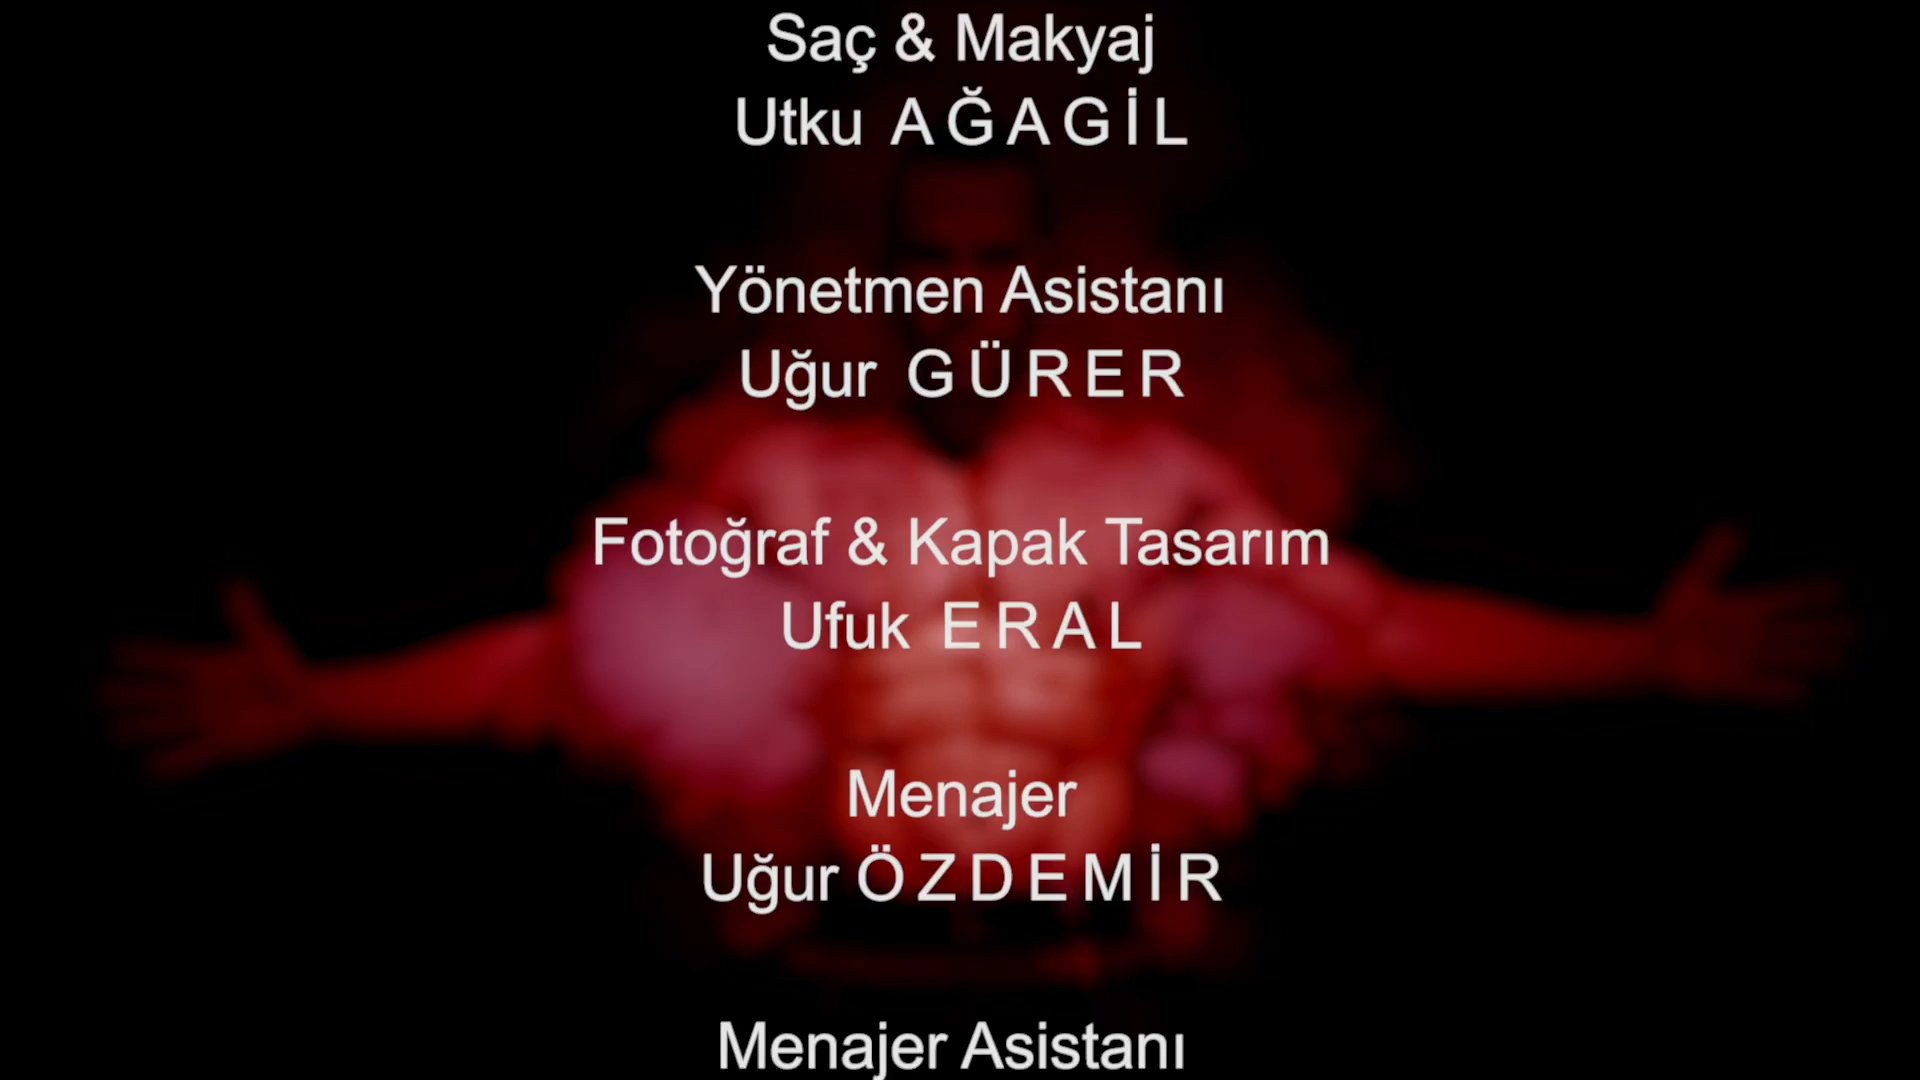 Saç & Makyaj
Utku AĞAGİL
Yönetmen Asistanı
Uğur GÜRER
Fotoğraf & Kapak Tasarım
Ufuk ERAL
Menajer
Uğur ÖZDEMİR
Menajer Asistanı